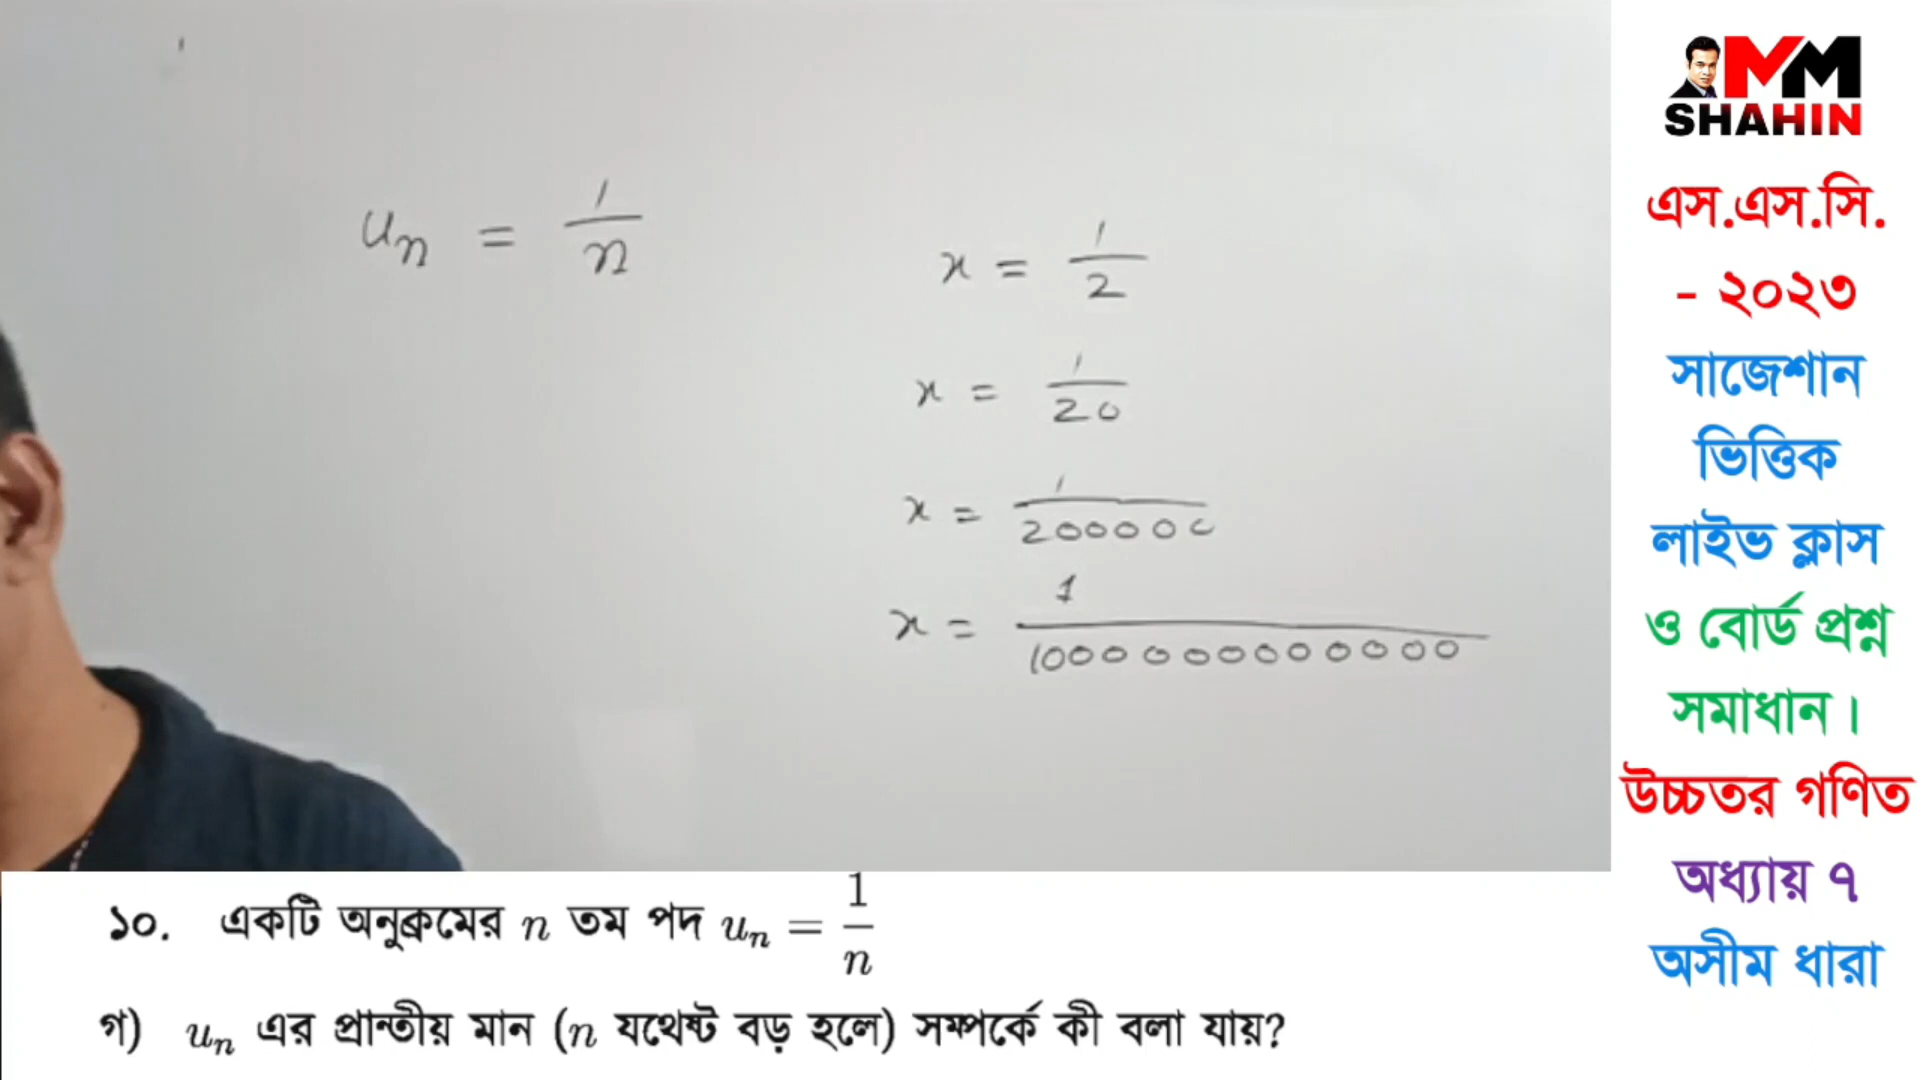 uₙ = 1/n
x = 1/2
x = 1/20
x = 1/200000
x = 1/1000000000000
১০. একটি অনুক্রমের n তম পদ uₙ = 1/n
গ) uₙ এর প্রান্তীয় মান (n যথেষ্ট বড় হলে) সম্পর্কে কী বলা যায়?
MM
SHAHIN
এস.এস.সি.
- ২০২৩
সাজেশান
ভিত্তিক
লাইভ ক্লাস
ও বোর্ড প্রশ্ন
সমাধান।
উচ্চতর গণিত
অধ্যায় ৭
অসীম ধারা